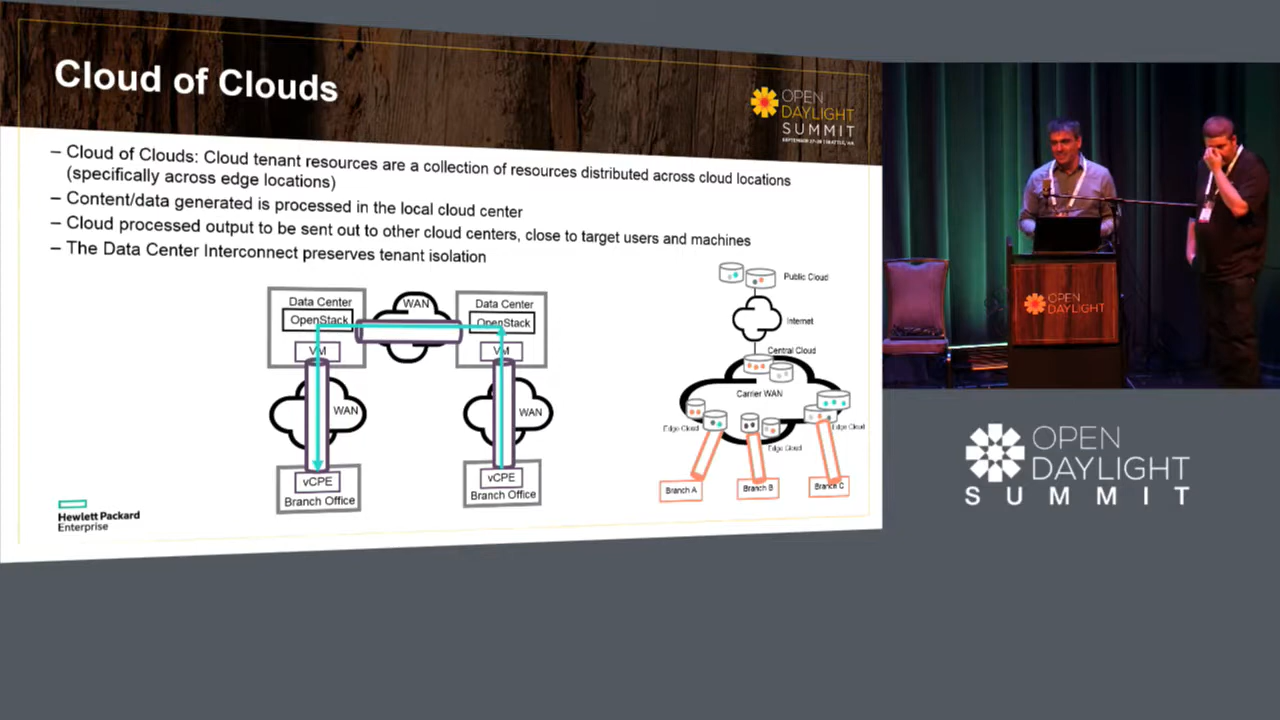 Cloud of Clouds
OPEN
DAYLIGHT
SUMMIT
– Cloud of Clouds: Cloud tenant resources are a collection of resources distributed across cloud locations
(specifically across edge locations)
– Content/data generated is processed in the local cloud center
– Cloud processed output to be sent out to other cloud centers, close to target users and machines
– The Data Center Interconnect preserves tenant isolation
Data Center
OpenStack
VM
WAN
Data Center
OpenStack
VM
WAN
WAN
vCPE
Branch Office
vCPE
Branch Office
Public Cloud
Internet
Central Cloud
Carrier WAN
Edge Cloud
Edge Cloud
Edge Cloud
Branch A
Branch B
Branch C
Hewlett Packard
Enterprise
OPEN
DAYLIGHT
OPEN
DAYLIGHT
SUMMIT